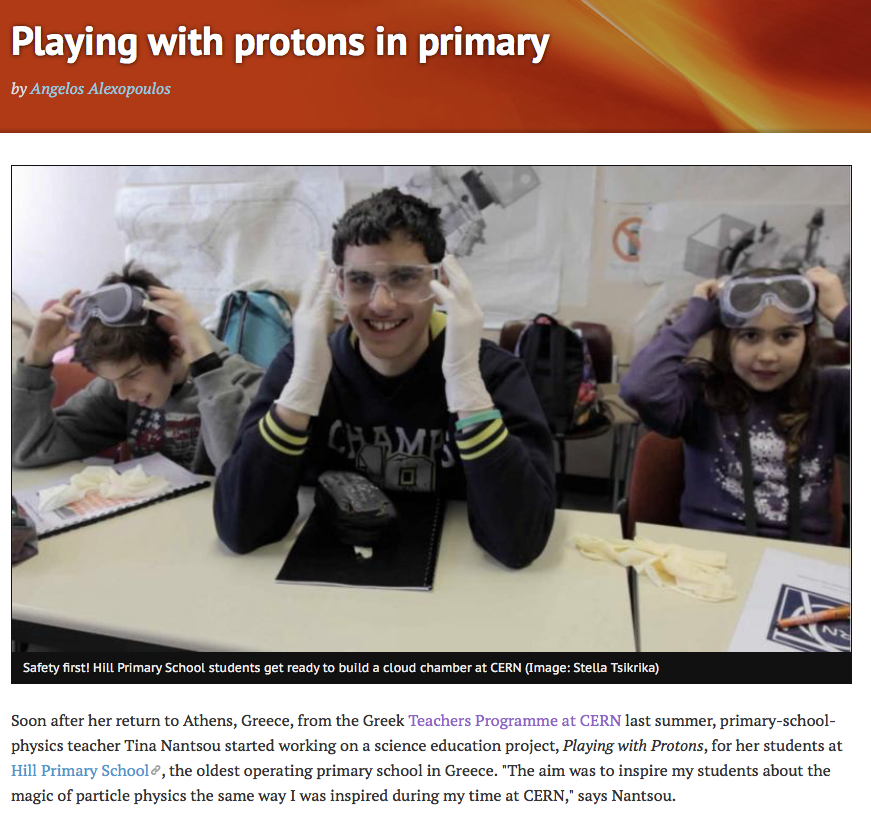 Playing with protons in primary
by Angelos Alexopoulos
CHAMPS
Safety first! Hill Primary School students get ready to build a cloud chamber at CERN (Image: Stella Tsikrika)
Soon after her return to Athens, Greece, from the Greek Teachers Programme at CERN last summer, primary-school-
physics teacher Tina Nantsou started working on a science education project, Playing with Protons, for her students at
Hill Primary School, the oldest operating primary school in Greece. "The aim was to inspire my students about the
magic of particle physics the same way I was inspired during my time at CERN," says Nantsou.